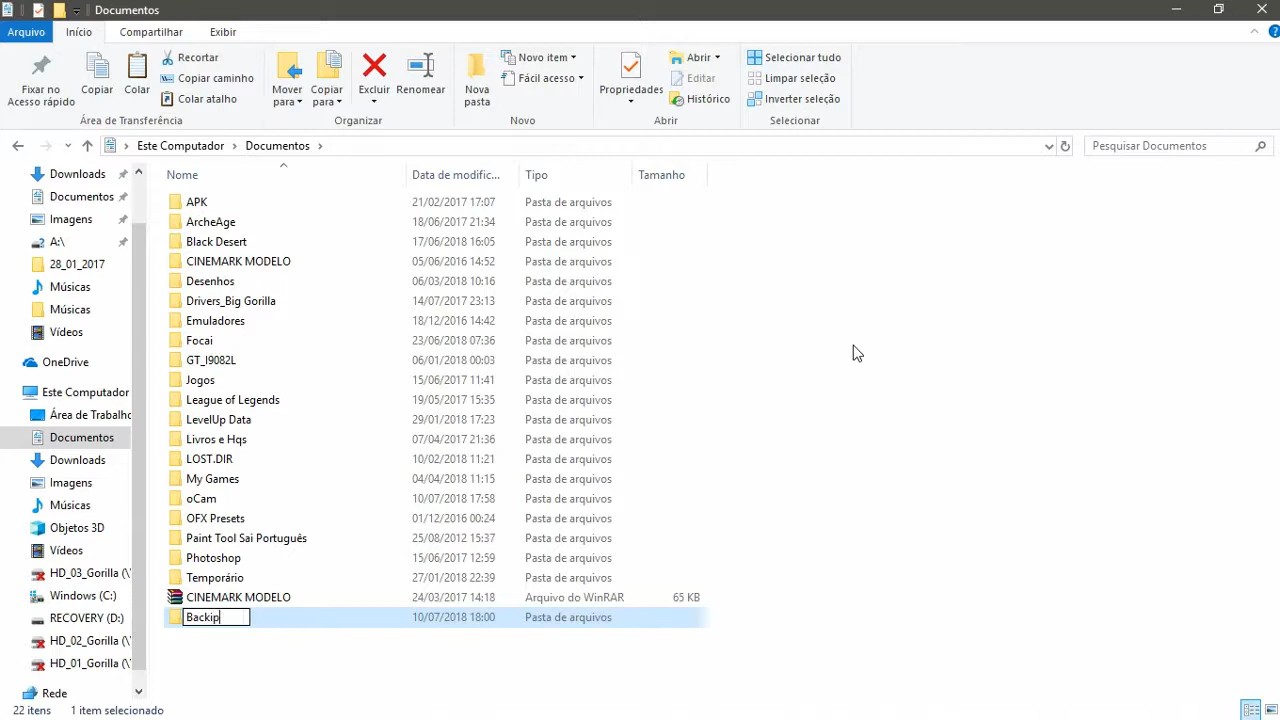 Documentos
Arquivo Início Compartilhar Exibir
Fixar no Acesso rápido Copiar Colar Recortar Copiar caminho Colar atalho
Mover para Copiar para Excluir Renomear
Nova pasta Novo item Fácil acesso
Propriedades Abrir Editar Histórico
Selecionar tudo Limpar seleção Inverter seleção
Área de Transferência Organizar Novo Abrir Selecionar
Este Computador > Documentos > Pesquisar Documentos
Downloads
Documentos
Imagens
A:\
28_01_2017
Músicas
Músicas
Vídeos
OneDrive
Este Computador
Área de Trabalho
Documentos
Downloads
Imagens
Músicas
Objetos 3D
Vídeos
HD_03_Gorilla (\\
Windows (C:)
RECOVERY (D:)
HD_02_Gorilla (\\
HD_01_Gorilla (\\
Rede
Nome Data de modific... Tipo Tamanho
APK 21/02/2017 17:07 Pasta de arquivos
ArcheAge 18/06/2017 21:34 Pasta de arquivos
Black Desert 17/06/2018 16:05 Pasta de arquivos
CINEMARK MODELO 05/06/2016 14:52 Pasta de arquivos
Desenhos 06/03/2018 10:16 Pasta de arquivos
Drivers_Big Gorilla 14/07/2017 23:13 Pasta de arquivos
Emuladores 18/12/2016 14:42 Pasta de arquivos
Focai 23/06/2018 07:36 Pasta de arquivos
GT_I9082L 06/01/2018 00:03 Pasta de arquivos
Jogos 15/06/2017 11:41 Pasta de arquivos
League of Legends 19/05/2017 15:35 Pasta de arquivos
LevelUp Data 29/01/2018 17:23 Pasta de arquivos
Livros e Hqs 07/04/2017 21:36 Pasta de arquivos
LOST.DIR 10/02/2018 11:21 Pasta de arquivos
My Games 04/04/2018 11:15 Pasta de arquivos
oCam 10/07/2018 17:58 Pasta de arquivos
OFX Presets 01/12/2016 00:24 Pasta de arquivos
Paint Tool Sai Português 25/08/2012 15:37 Pasta de arquivos
Photoshop 15/06/2017 12:59 Pasta de arquivos
Temporário 27/01/2018 22:39 Pasta de arquivos
CINEMARK MODELO 24/03/2017 14:18 Arquivo do WinRAR 65 KB
Backip 10/07/2018 18:00 Pasta de arquivos
22 itens 1 item selecionado